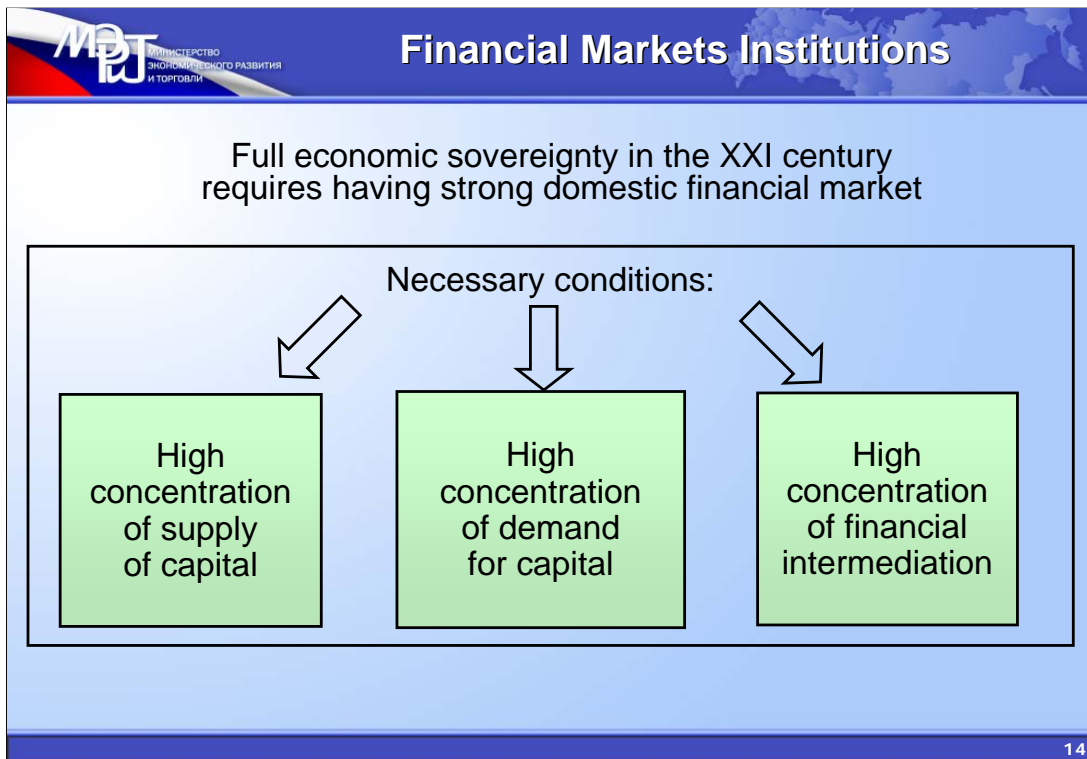 МЭРиТ
МИНИСТЕРСТВО
ЭКОНОМИЧЕСКОГО РАЗВИТИЯ
И ТОРГОВЛИ
Financial Markets Institutions
Full economic sovereignty in the XXI century
requires having strong domestic financial market
Necessary conditions:
High
concentration
of supply
of capital
High
concentration
of demand
for capital
High
concentration
of financial
intermediation
14